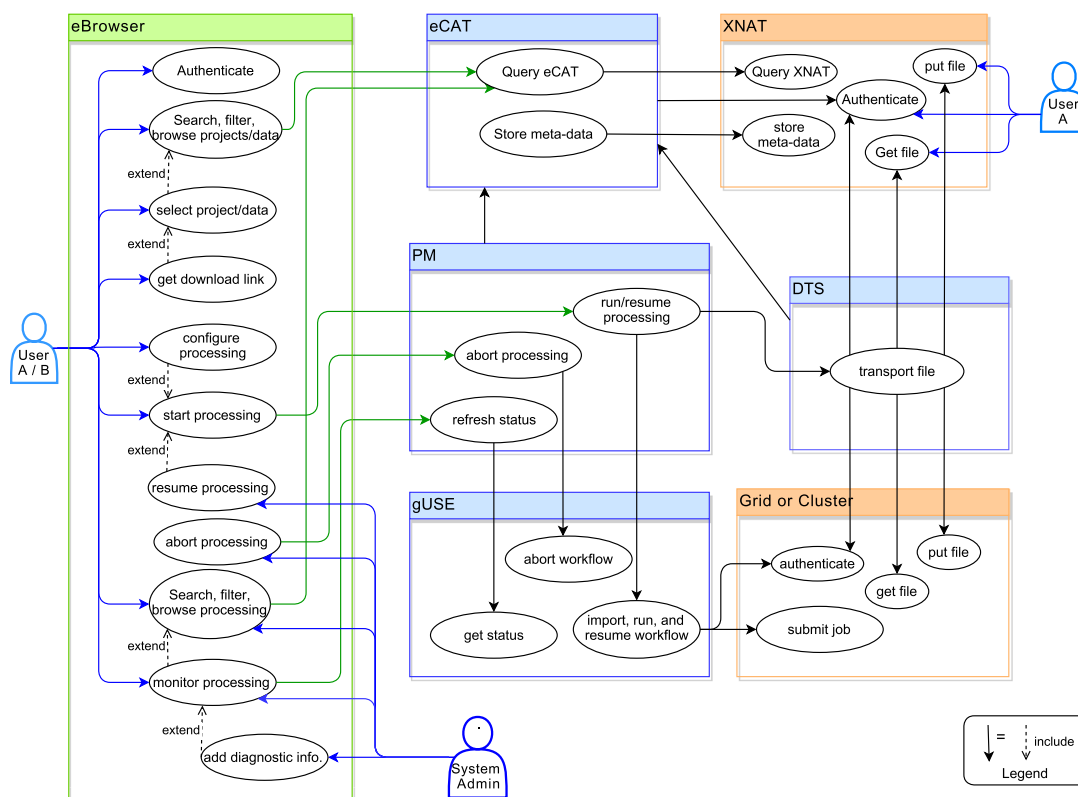 eBrowser
Authenticate
Search, filter,
browse projects/data
extend
select project/data
extend
get download link
configure
processing
extend
start processing
extend
resume processing
abort processing
Search, filter,
browse processing
extend
monitor processing
extend
add diagnostic info.
User
A / B
System
Admin
eCAT
Query eCAT
Store meta-data
XNAT
Query XNAT
put file
Authenticate
store
meta-data
Get file
User
A
PM
run/resume
processing
abort processing
refresh status
DTS
transport file
gUSE
abort workflow
get status
import, run, and
resume workflow
Grid or Cluster
authenticate
put file
get file
submit job
=
include
Legend